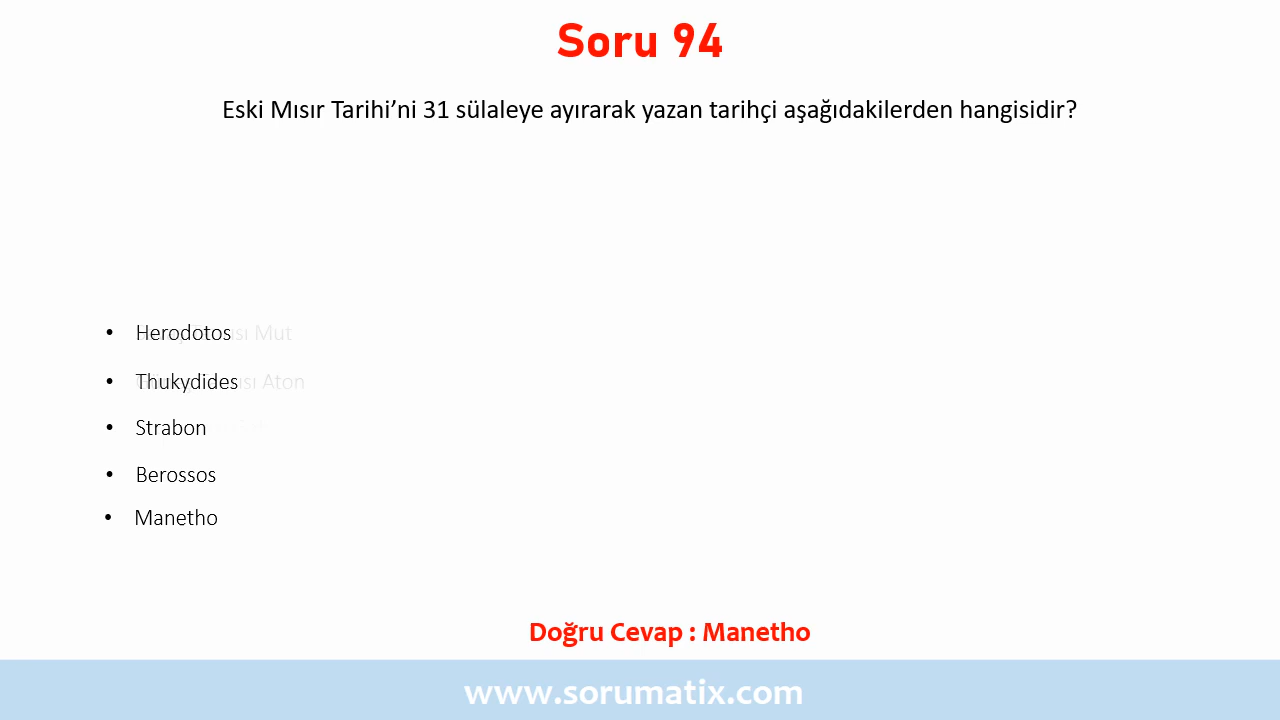 Soru 94
Eski Mısır Tarihi’ni 31 sülaleye ayırarak yazan tarihçi aşağıdakilerden hangisidir?
• Herodotos
• Thukydides
• Strabon
• Berossos
• Manetho
Doğru Cevap : Manetho
www.sorumatix.com